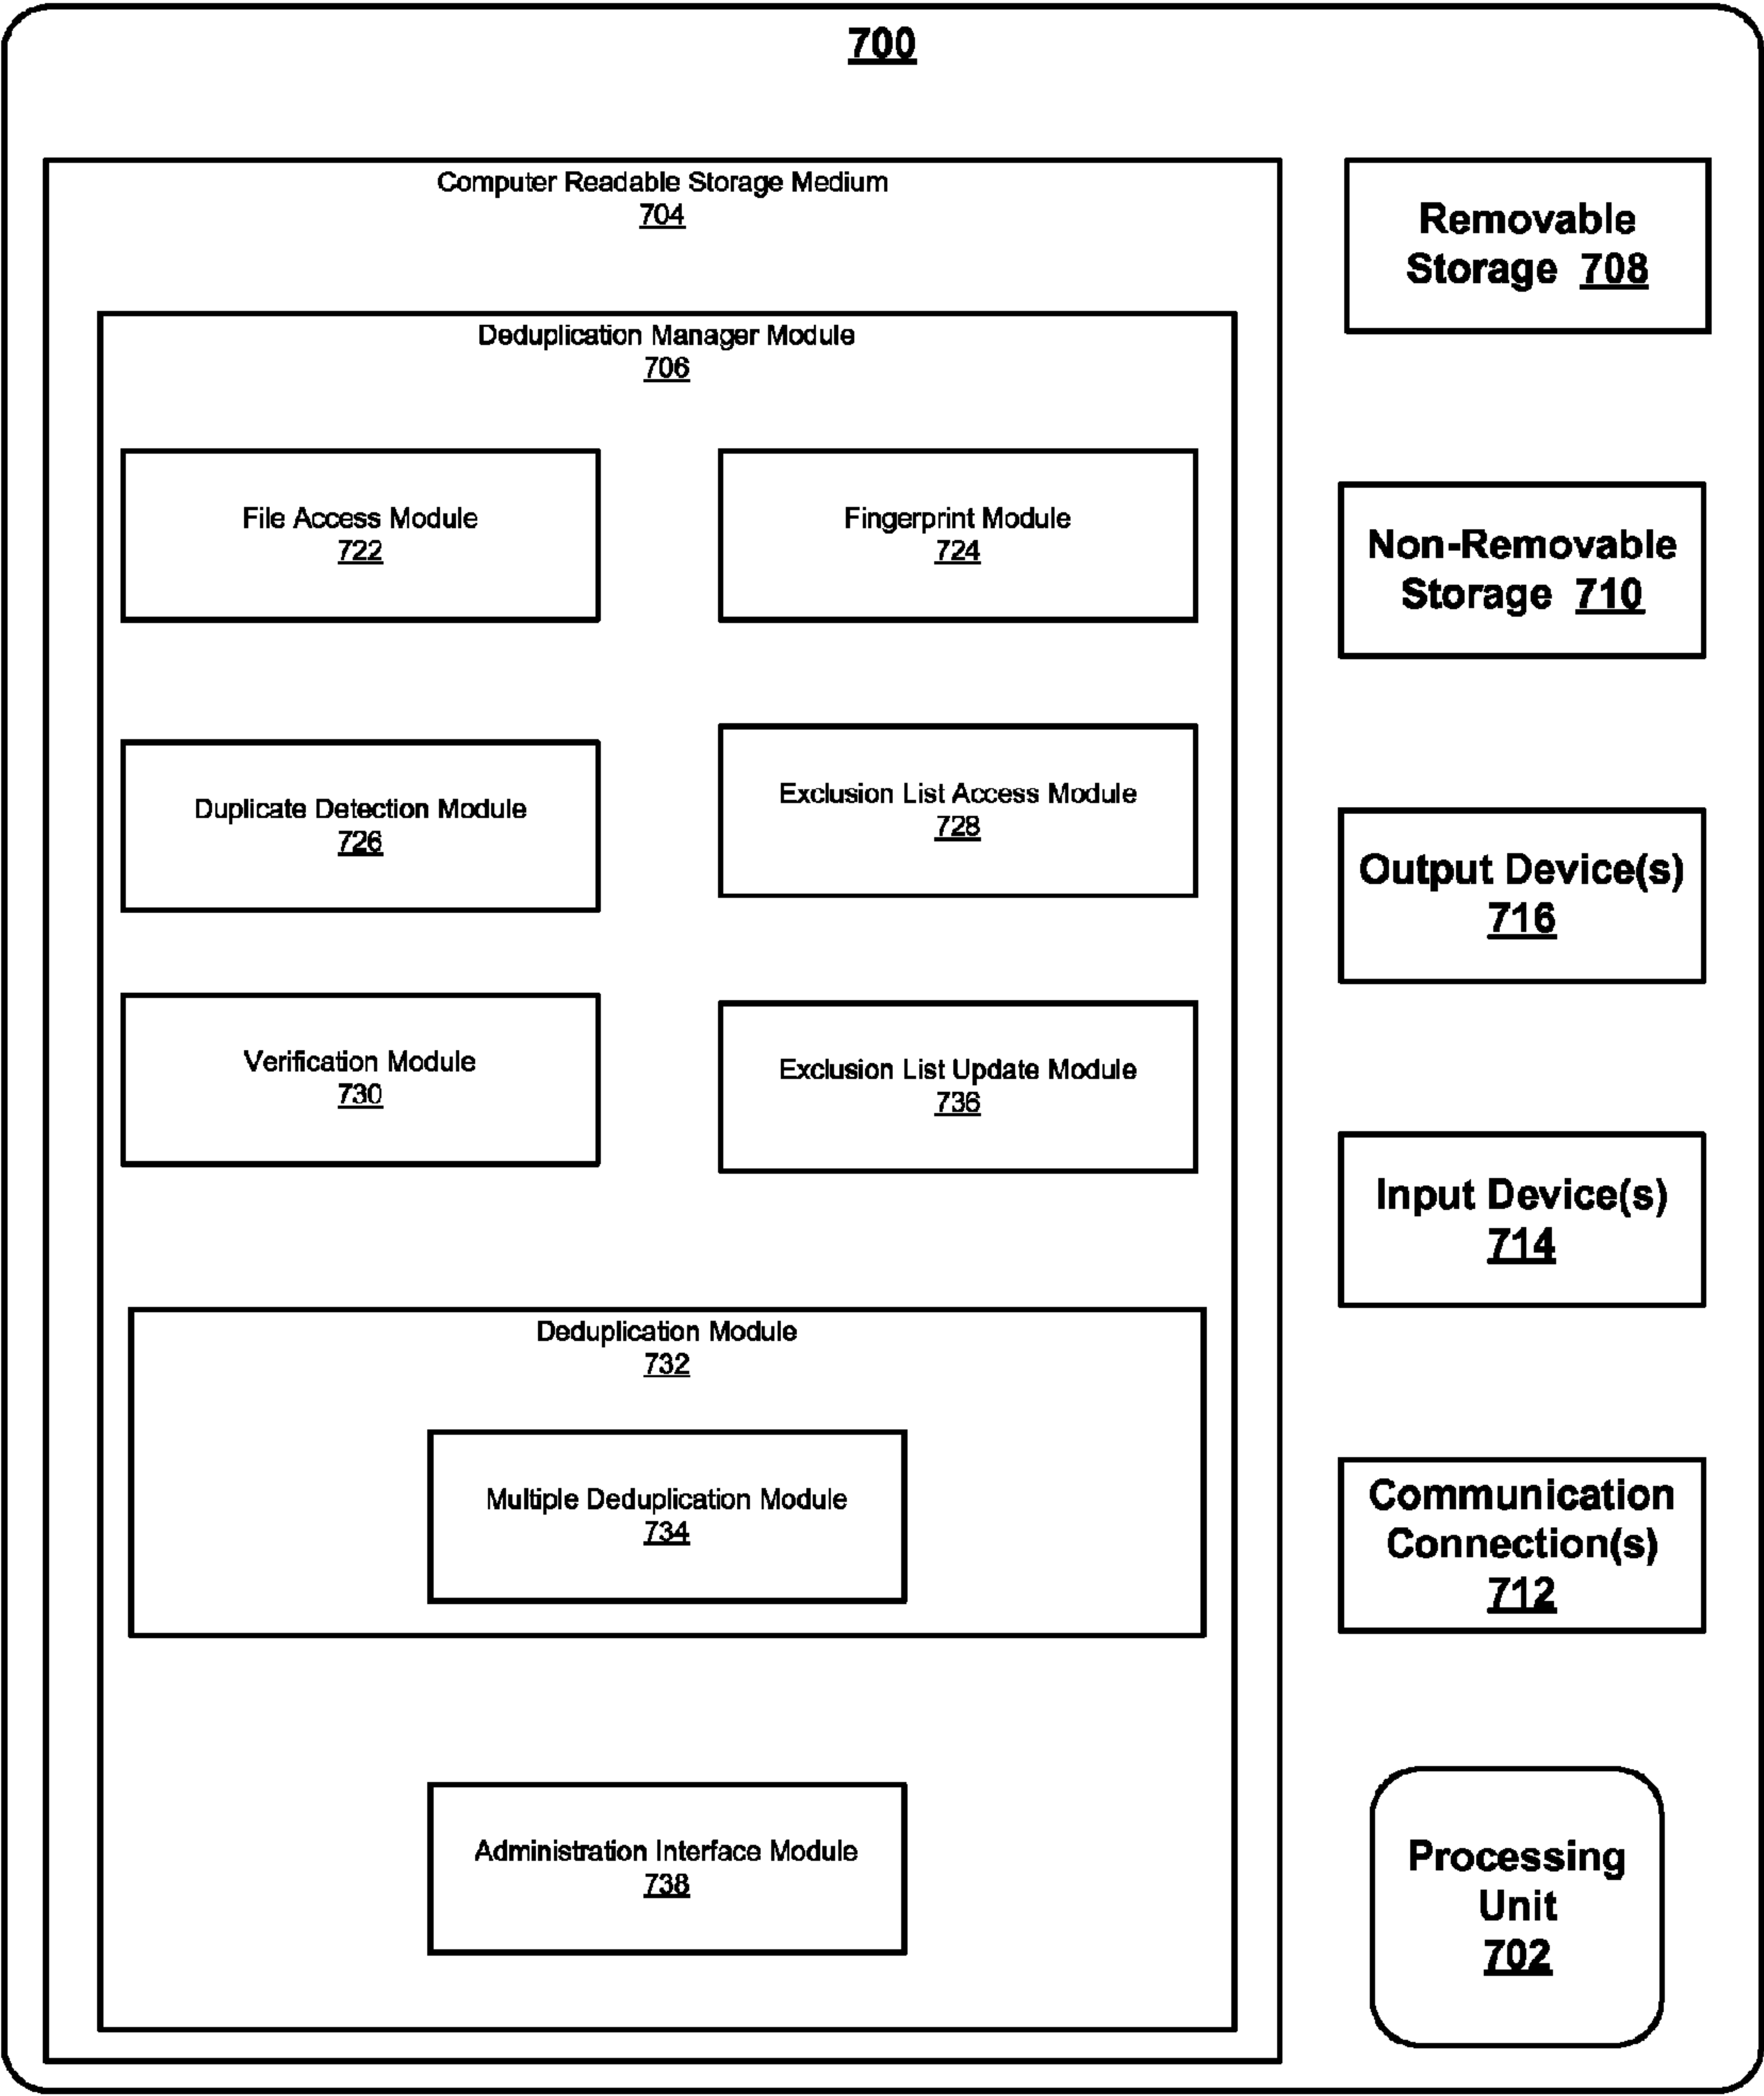 700
Computer Readable Storage Medium
704
Deduplication Manager Module
706
File Access Module
722
Fingerprint Module
724
Duplicate Detection Module
726
Exclusion List Access Module
728
Verification Module
730
Exclusion List Update Module
736
Deduplication Module
732
Multiple Deduplication Module
734
Administration Interface Module
738
Removable
Storage 708
Non-Removable
Storage 710
Output Device(s)
716
Input Device(s)
714
Communication
Connection(s)
712
Processing
Unit
702